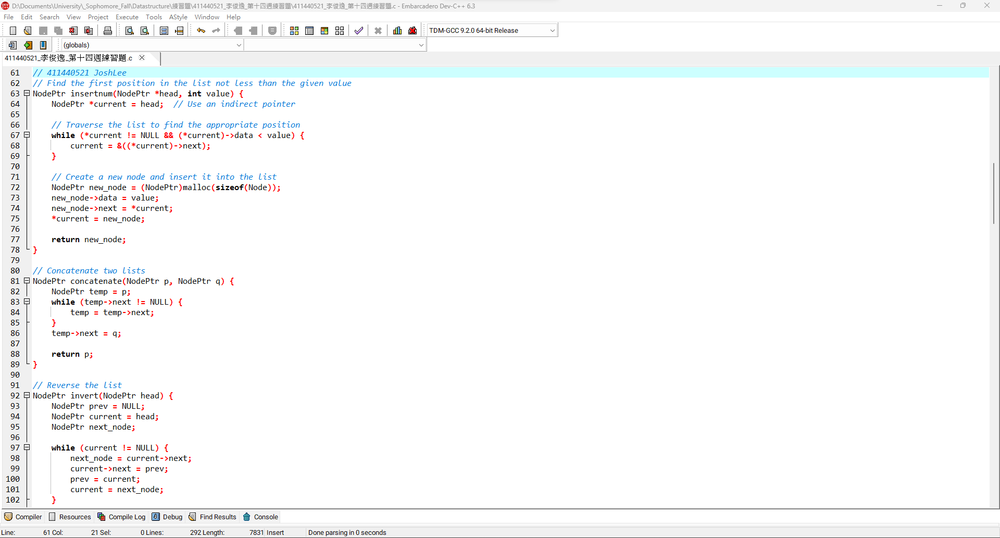 D:\Documents\University\_Sophomore_Fall\Datastructure\練習題\411440521_李俊逸_第十四週練習題\411440521_李俊逸_第十四週練習題.c - Embarcadero Dev-C++ 6.3
File Edit Search View Project Execute Tools AStyle Window Help
TDM-GCC 9.2.0 64-bit Release
(globals)
411440521_李俊逸_第十四週練習題.c
61 // 411440521 JoshLee
62 // Find the first position in the list not less than the given value
63 NodePtr insertnum(NodePtr *head, int value) {
64     NodePtr *current = head;  // Use an indirect pointer
65
66     // Traverse the list to find the appropriate position
67     while (*current != NULL && (*current)->data < value) {
68         current = &((*current)->next);
69     }
70
71     // Create a new node and insert it into the list
72     NodePtr new_node = (NodePtr)malloc(sizeof(Node));
73     new_node->data = value;
74     new_node->next = *current;
75     *current = new_node;
76
77     return new_node;
78 }
79
80 // Concatenate two lists
81 NodePtr concatenate(NodePtr p, NodePtr q) {
82     NodePtr temp = p;
83     while (temp->next != NULL) {
84         temp = temp->next;
85     }
86     temp->next = q;
87
88     return p;
89 }
90
91 // Reverse the list
92 NodePtr invert(NodePtr head) {
93     NodePtr prev = NULL;
94     NodePtr current = head;
95     NodePtr next_node;
96
97     while (current != NULL) {
98         next_node = current->next;
99         current->next = prev;
100         prev = current;
101         current = next_node;
102     }
Compiler Resources Compile Log Debug Find Results Console
Line: 61 Col: 21 Sel: 0 Lines: 292 Length: 7831 Insert Done parsing in 0 seconds